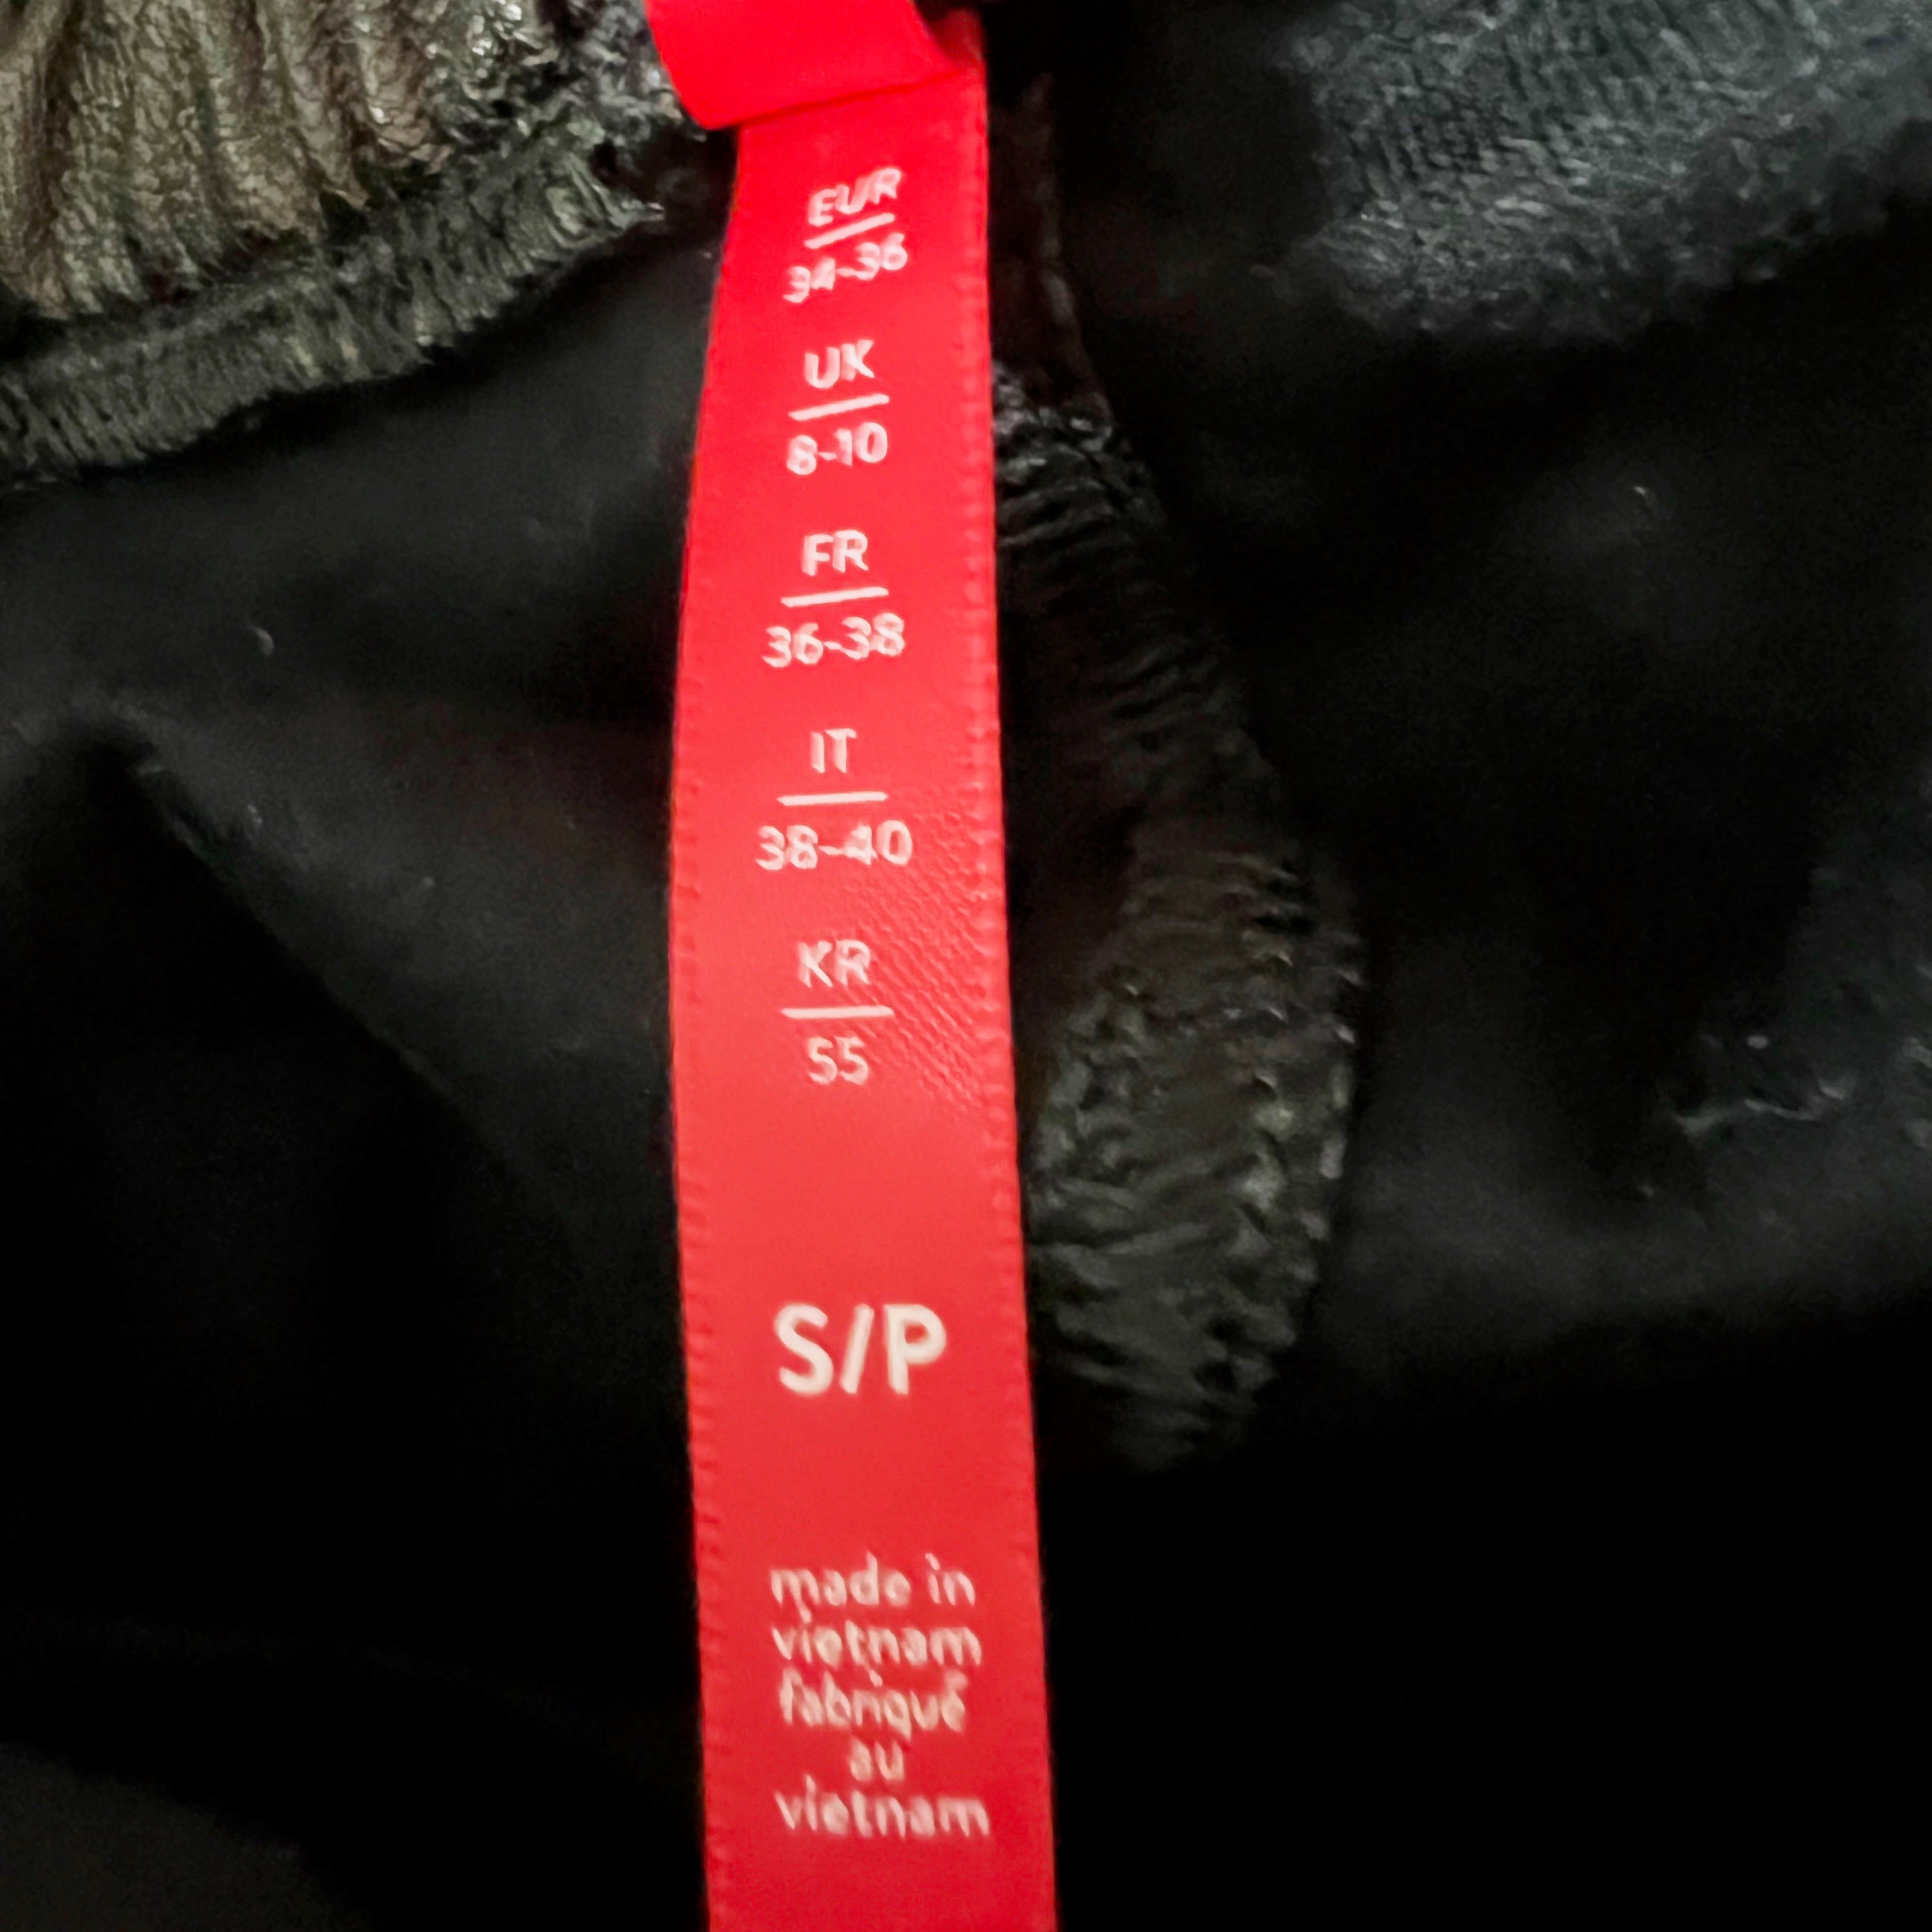 EUR
34-36
UK
8-10
FR
36-38
IT
38-40
KR
55
S/P
made in
vietnam
fabriqué
au
vietnam